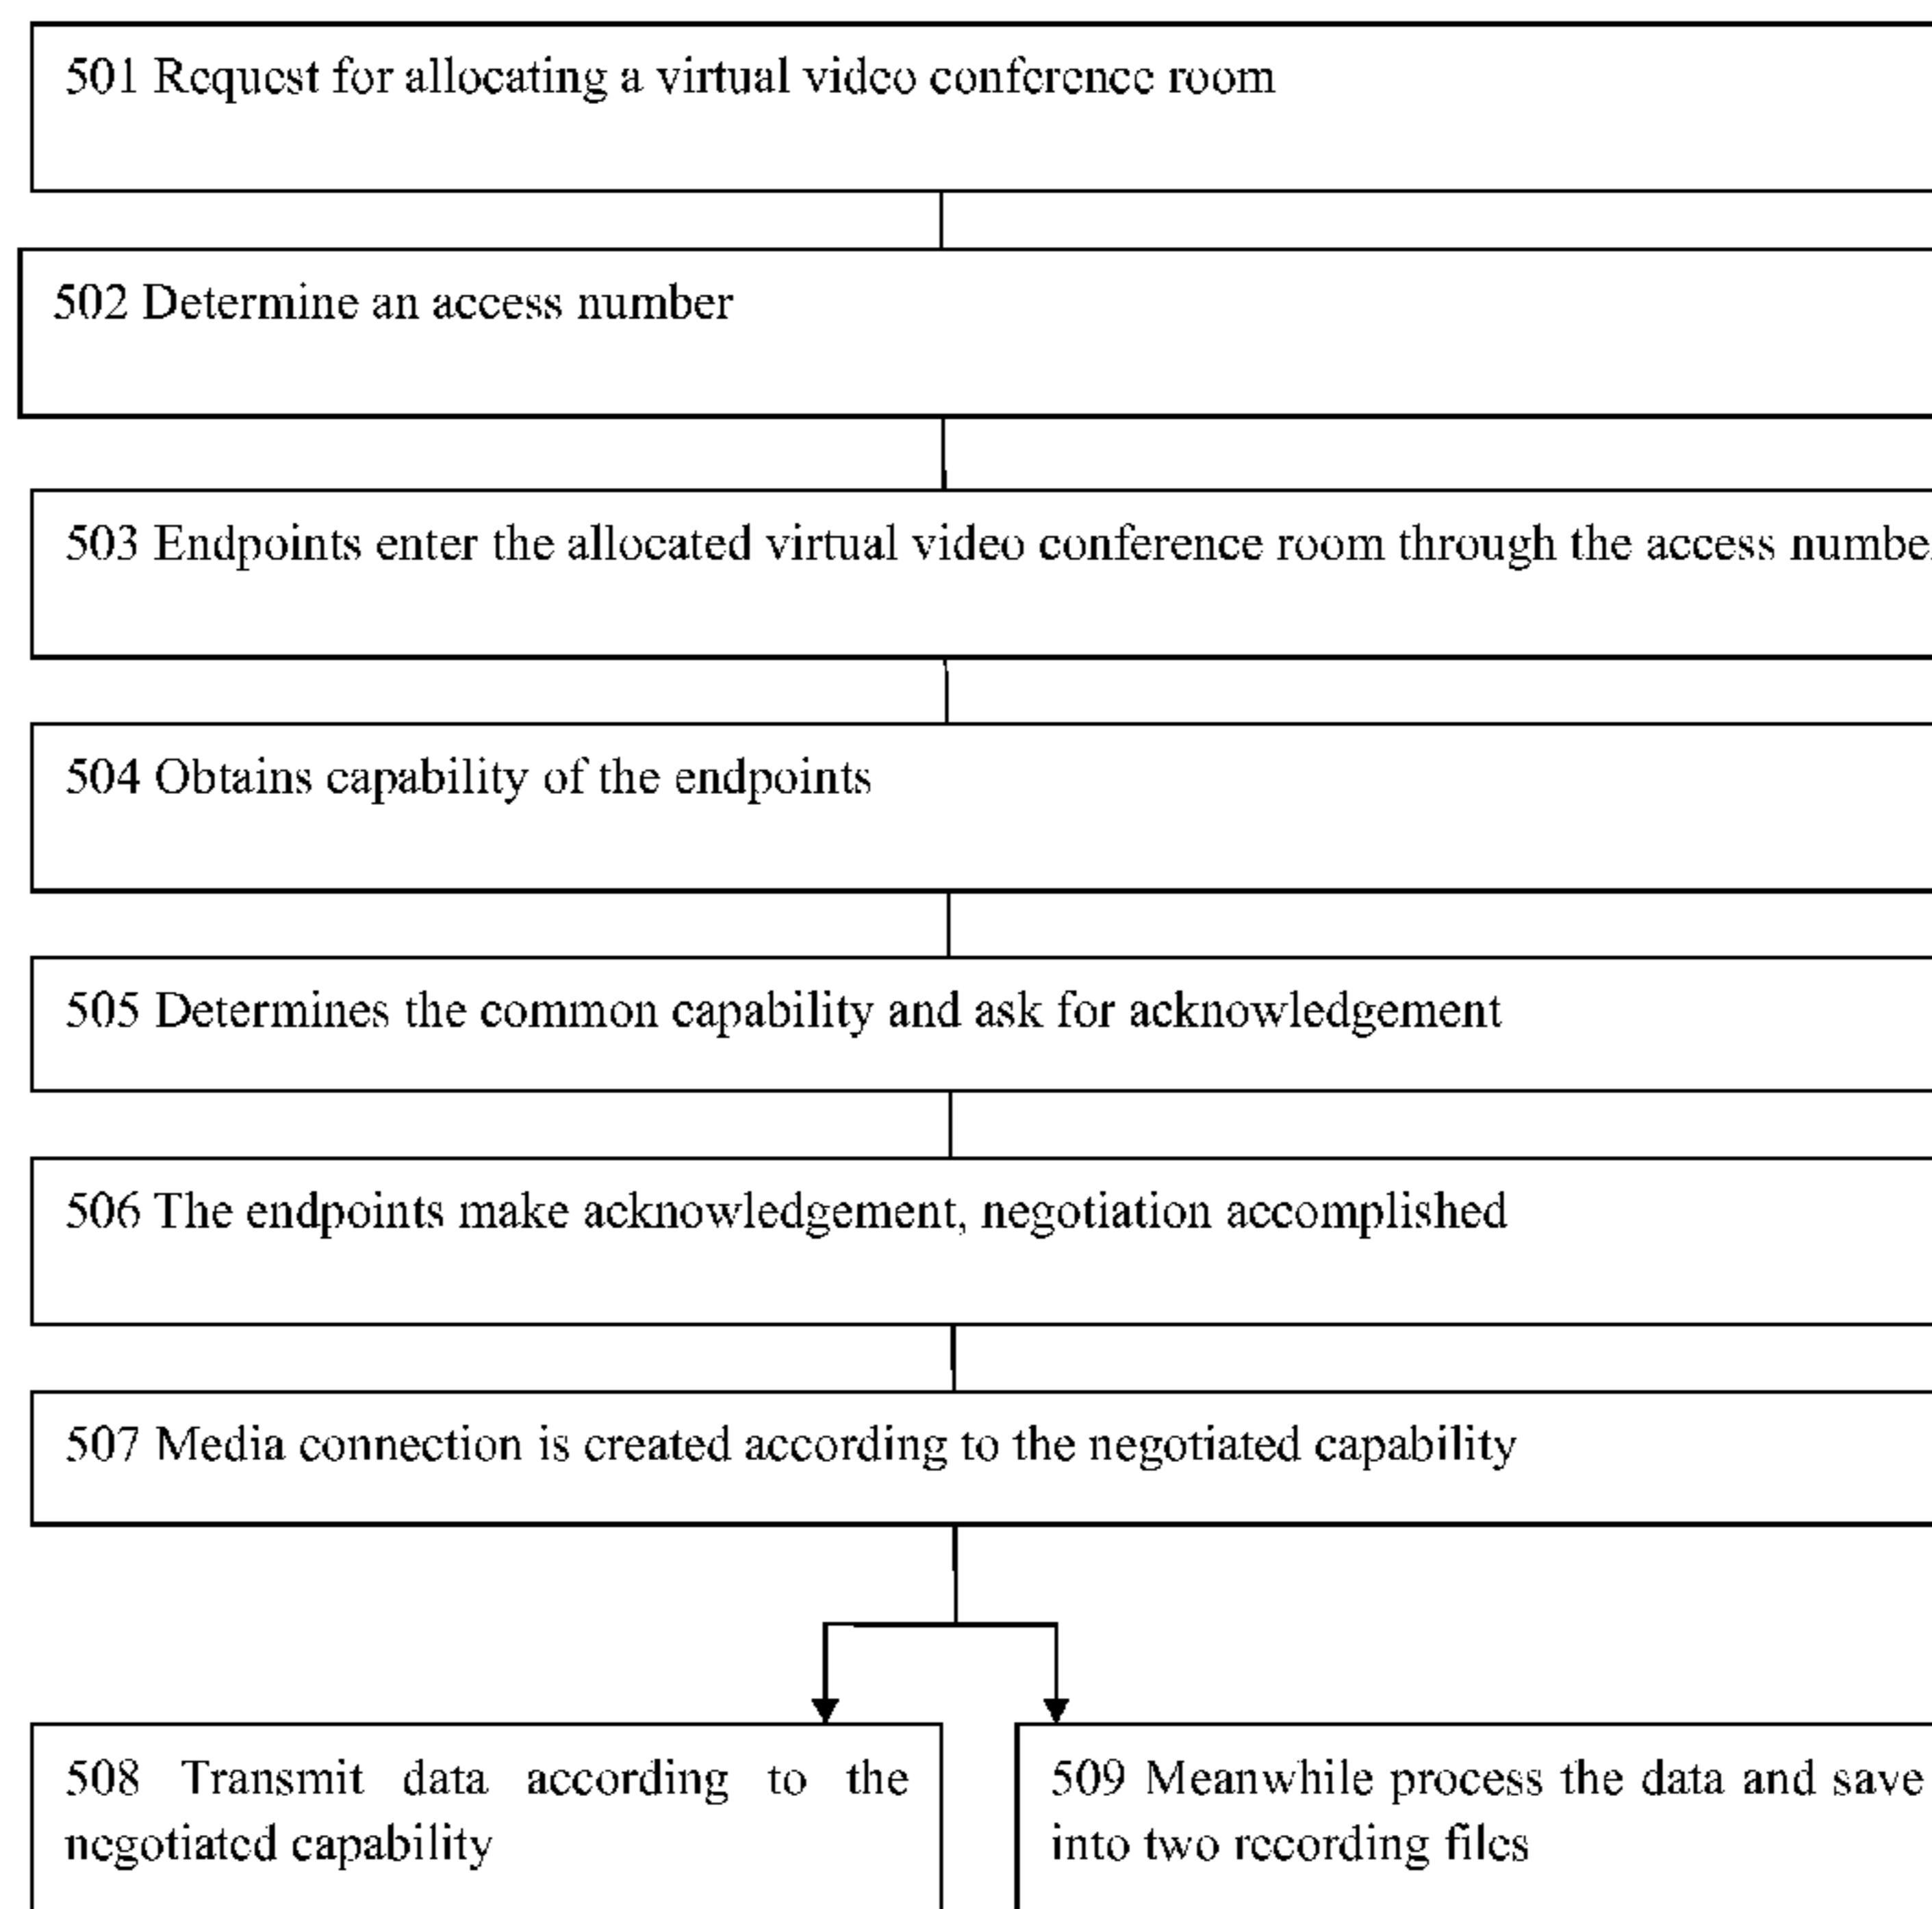 501 Request for allocating a virtual video conference room
502 Determine an access number
503 Endpoints enter the allocated virtual video conference room through the access
504 Obtains capability of the endpoints
505 Determines the common capability and ask for acknowledgement
506 The endpoints make acknowledgement, negotiation accomplished
507 Media connection is created according to the negotiated capability
508 Transmit data according to the
negotiated capability
509 Meanwhile process the data and save
into two recording files